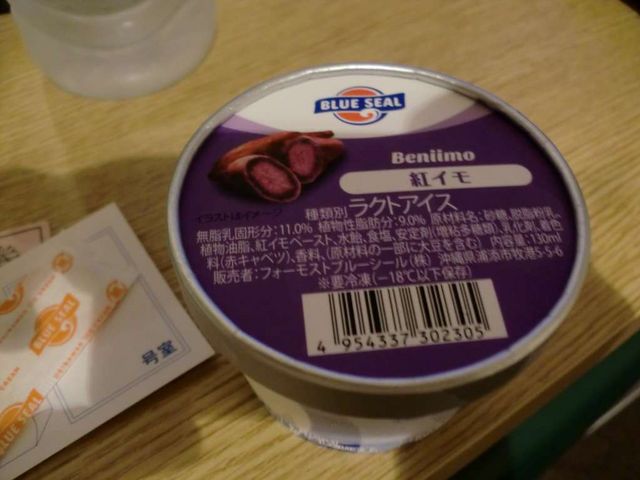 BLUE SEAL
Beniimo
紅イモ
イラストはイメージ
種類別 ラクトアイス
無脂乳固形分：11.0% 植物性脂肪分：9.0% 原材料名：砂糖、脱脂粉乳、
植物油脂、紅イモペースト、水飴、食塩、安定剤(増粘多糖類)、乳化剤、着色
料(赤キャベツ)、香料、(原材料の一部に大豆を含む) 内容量：130ml
販売者：フォーモストブルーシール(株) 沖縄県浦添市牧港5-5-6
※要冷凍(-18℃以下保存)
4 954337 302305
BLUE SEAL
号室
BLUE SEAL